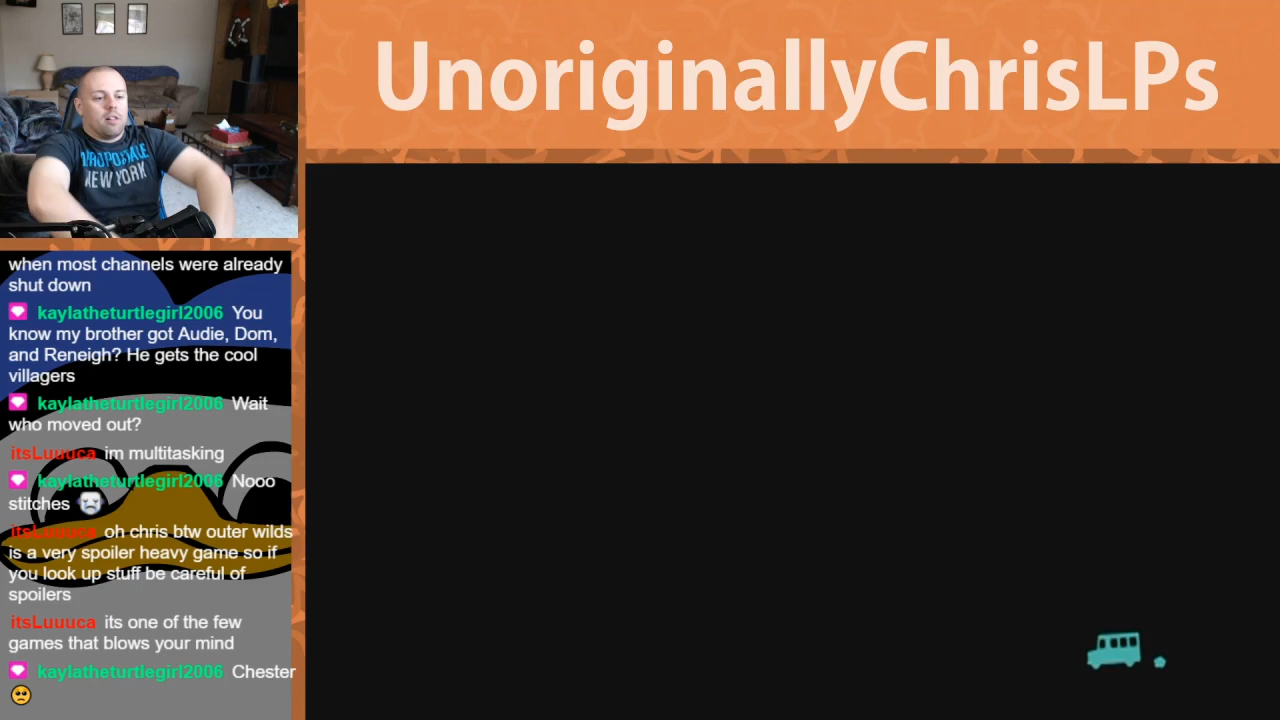 UnoriginallyChrisLPs
AEROPOSTALE
NEW YORK
when most channels were already
shut down
kaylatheturtlegirl2006 You
know my brother got Audie, Dom,
and Reneigh? He gets the cool
villagers
kaylatheturtlegirl2006 Wait
who moved out?
itsLuuuca im multitasking
kaylatheturtlegirl2006 Nooo
stitches
itsLuuuca oh chris btw outer wilds
is a very spoiler heavy game so if
you look up stuff be careful of
spoilers
itsLuuuca its one of the few
games that blows your mind
kaylatheturtlegirl2006 Chester